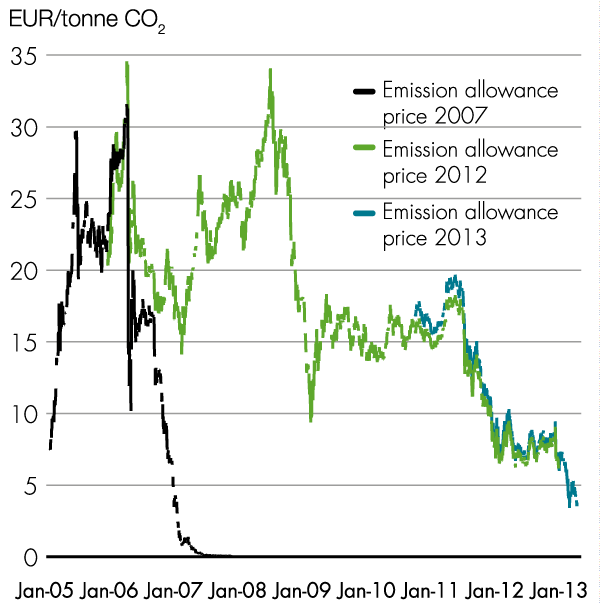 EUR/tonne CO2
35
Emission allowance
price 2007
30
Emission allowance
price 2012
25
Emission allowance
price 2013
20
15
10
5
0
Jan-05 Jan-06 Jan-07 Jan-08 Jan-09 Jan-10 Jan-11 Jan-12 Jan-13